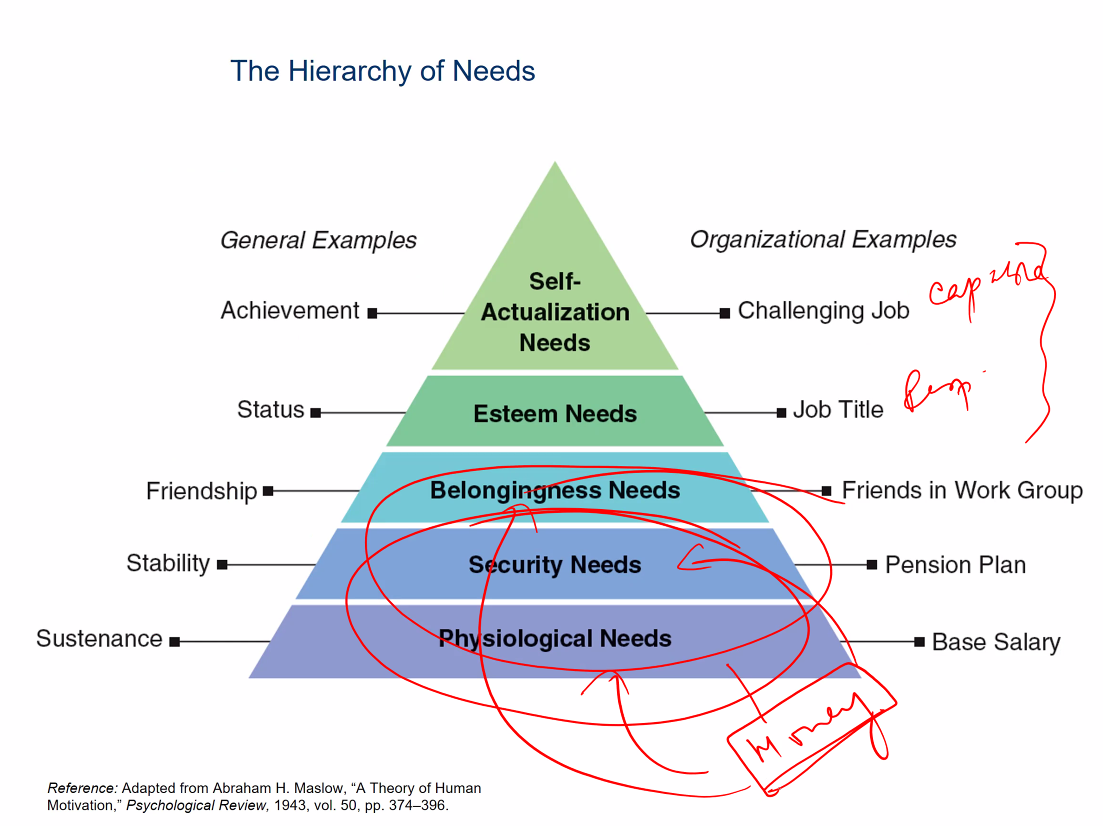 The Hierarchy of Needs
General Examples
Organizational Examples
Self-
Actualization
Needs
Achievement
Challenging Job
Esteem Needs
Status
Job Title
Belongingness Needs
Friendship
Friends in Work Group
Security Needs
Stability
Pension Plan
Physiological Needs
Sustenance
Base Salary
Money
Reference: Adapted from Abraham H. Maslow, “A Theory of Human
Motivation,” Psychological Review, 1943, vol. 50, pp. 374–396.